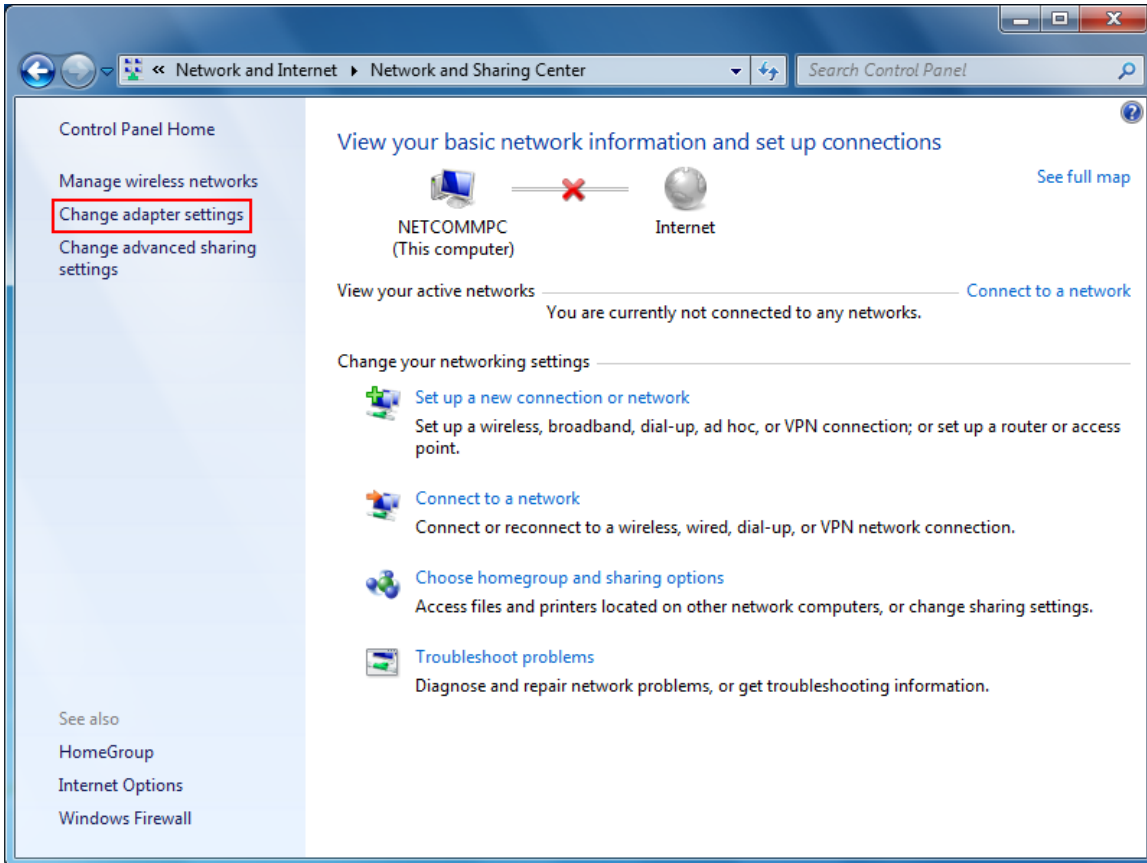 « Network and Internet ▸ Network and Sharing Center
Search Control Panel
Control Panel Home
Manage wireless networks
Change adapter settings
Change advanced sharing
settings
See also
HomeGroup
Internet Options
Windows Firewall
View your basic network information and set up connections
See full map
NETCOMMPC
(This computer)
Internet
View your active networks
Connect to a network
You are currently not connected to any networks.
Change your networking settings
Set up a new connection or network
Set up a wireless, broadband, dial-up, ad hoc, or VPN connection; or set up a router or access
point.
Connect to a network
Connect or reconnect to a wireless, wired, dial-up, or VPN network connection.
Choose homegroup and sharing options
Access files and printers located on other network computers, or change sharing settings.
Troubleshoot problems
Diagnose and repair network problems, or get troubleshooting information.